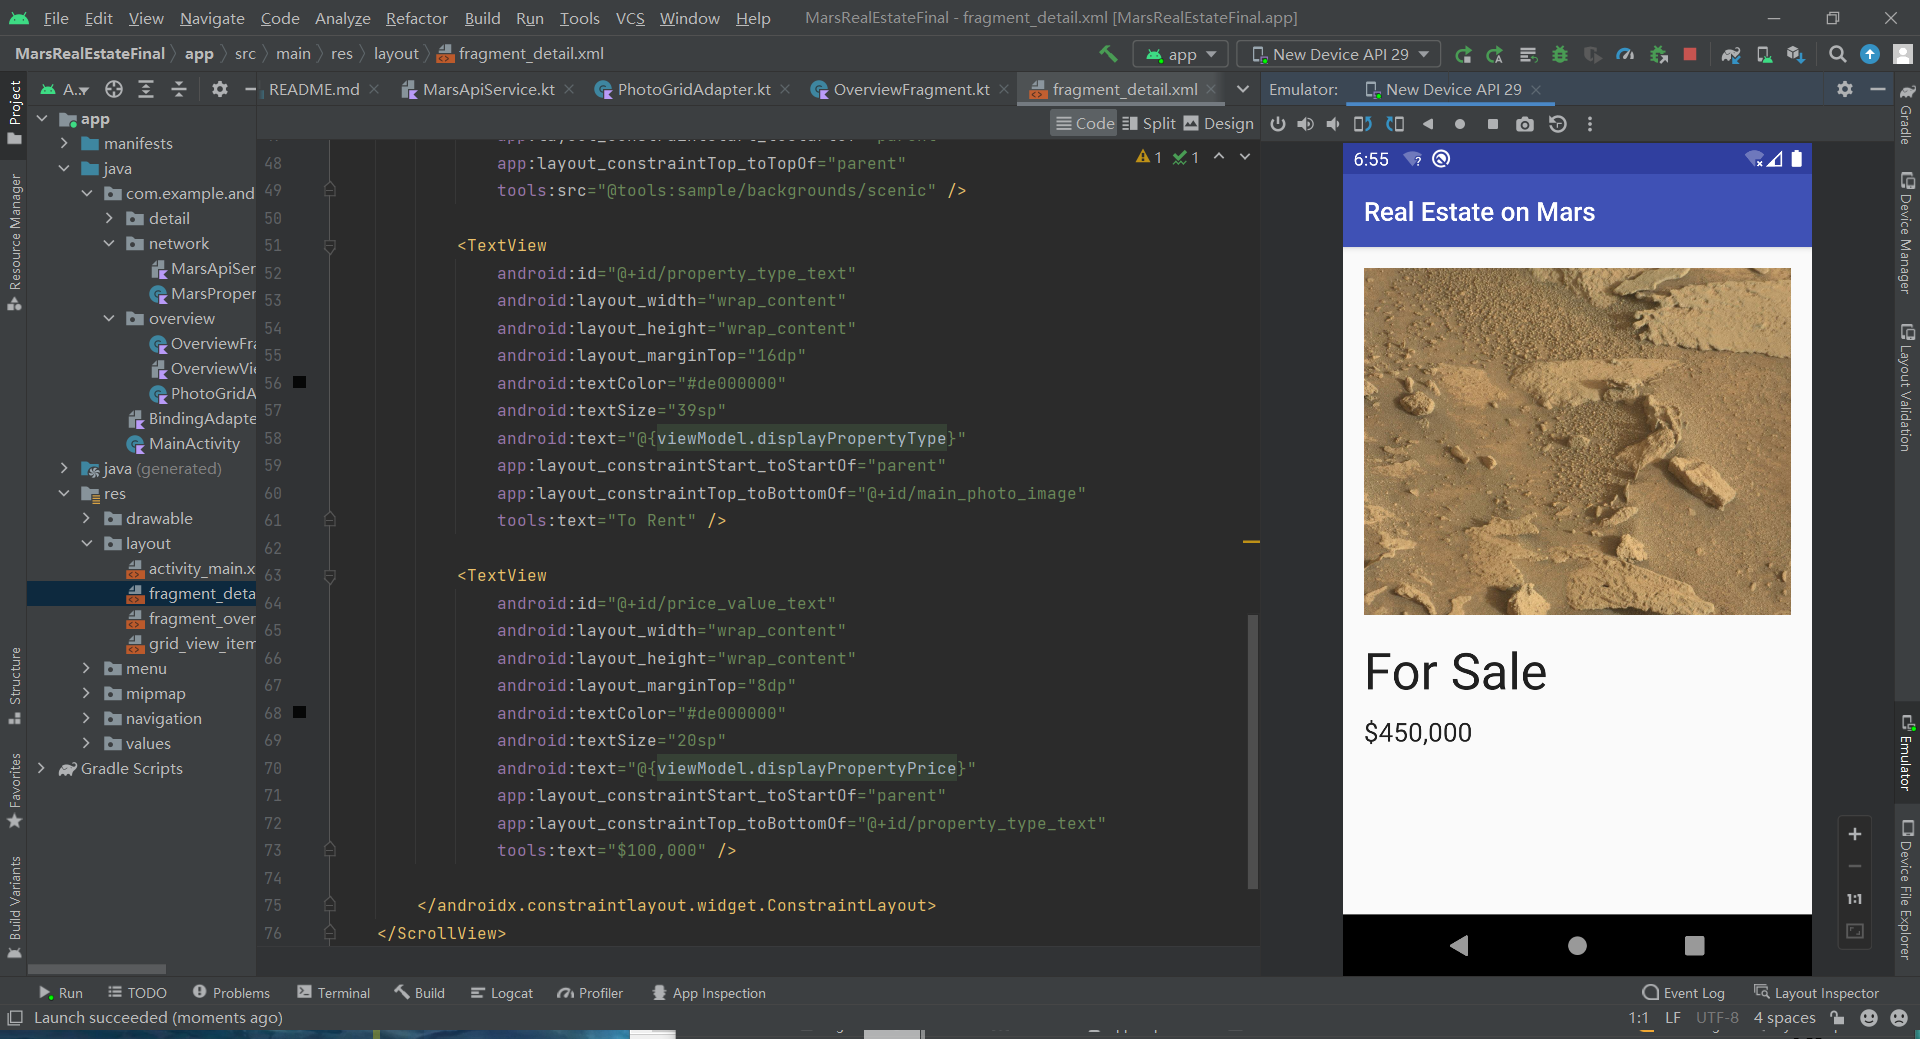 File Edit View Navigate Code Analyze Refactor Build Run Tools VCS Window Help MarsRealEstateFinal - fragment_detail.xml [MarsRealEstateFinal.app]
MarsRealEstateFinal app src main res layout fragment_detail.xml app New Device API 29
A... README.md MarsApiService.kt PhotoGridAdapter.kt OverviewFragment.kt fragment_detail.xml Emulator: New Device API 29
Code Split Design
Project
Resource Manager
Structure
Favorites
Build Variants
app
manifests
java
com.example.and
detail
network
MarsApiSer
MarsProper
overview
OverviewFra
OverviewVie
PhotoGridA
BindingAdapte
MainActivity
java (generated)
res
drawable
layout
activity_main.x
fragment_deta
fragment_over
grid_view_item
menu
mipmap
navigation
values
Gradle Scripts
1 1
48 app:layout_constraintTop_toTopOf="parent"
49 tools:src="@tools:sample/backgrounds/scenic" />
50
51 <TextView
52 android:id="@+id/property_type_text"
53 android:layout_width="wrap_content"
54 android:layout_height="wrap_content"
55 android:layout_marginTop="16dp"
56 android:textColor="#de000000"
57 android:textSize="39sp"
58 android:text="@{viewModel.displayPropertyType}"
59 app:layout_constraintStart_toStartOf="parent"
60 app:layout_constraintTop_toBottomOf="@+id/main_photo_image"
61 tools:text="To Rent" />
62
63 <TextView
64 android:id="@+id/price_value_text"
65 android:layout_width="wrap_content"
66 android:layout_height="wrap_content"
67 android:layout_marginTop="8dp"
68 android:textColor="#de000000"
69 android:textSize="20sp"
70 android:text="@{viewModel.displayPropertyPrice}"
71 app:layout_constraintStart_toStartOf="parent"
72 app:layout_constraintTop_toBottomOf="@+id/property_type_text"
73 tools:text="$100,000" />
74
75 </androidx.constraintlayout.widget.ConstraintLayout>
76 </ScrollView>
6:55
Real Estate on Mars
For Sale
$450,000
1:1
Gradle
Device Manager
Layout Validation
Emulator
Device File Explorer
Run TODO Problems Terminal Build Logcat Profiler App Inspection Event Log Layout Inspector
Launch succeeded (moments ago) 1:1 LF UTF-8 4 spaces